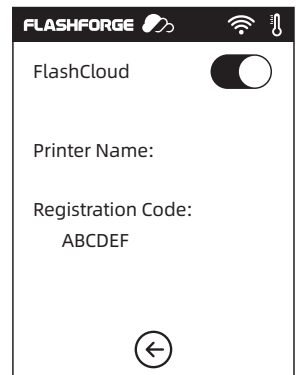 FLASHFORGE
FlashCloud
Printer Name:
Registration Code:
ABCDEF